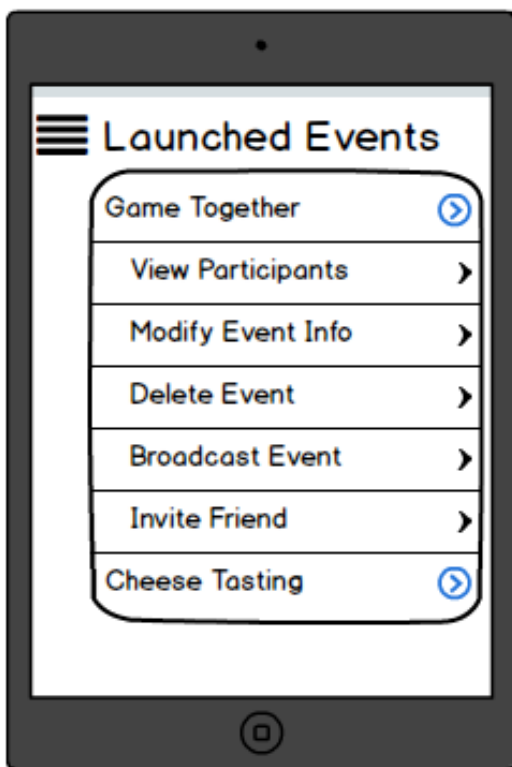 Launched Events
Game Together
View Participants
Modify Event Info
Delete Event
Broadcast Event
Invite Friend
Cheese Tasting